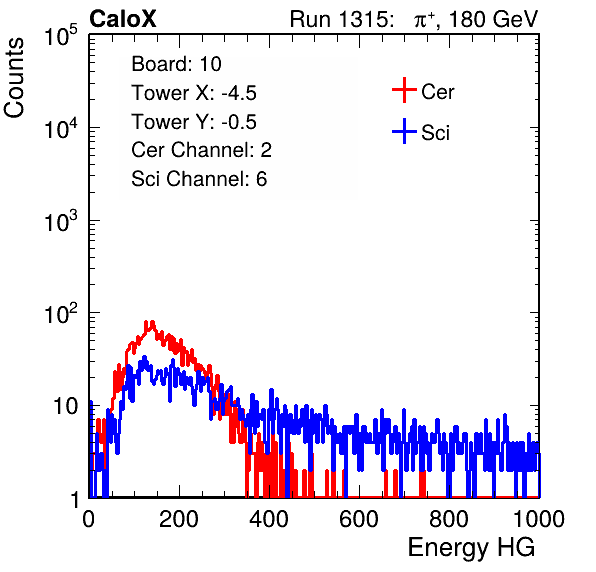 CaloX Run 1315: π⁺, 180 GeV
Counts
10⁵
10⁴
10³
10²
10
1
Board: 10
Tower X: -4.5
Tower Y: -0.5
Cer Channel: 2
Sci Channel: 6
Cer
Sci
0 200 400 600 800 1000
Energy HG